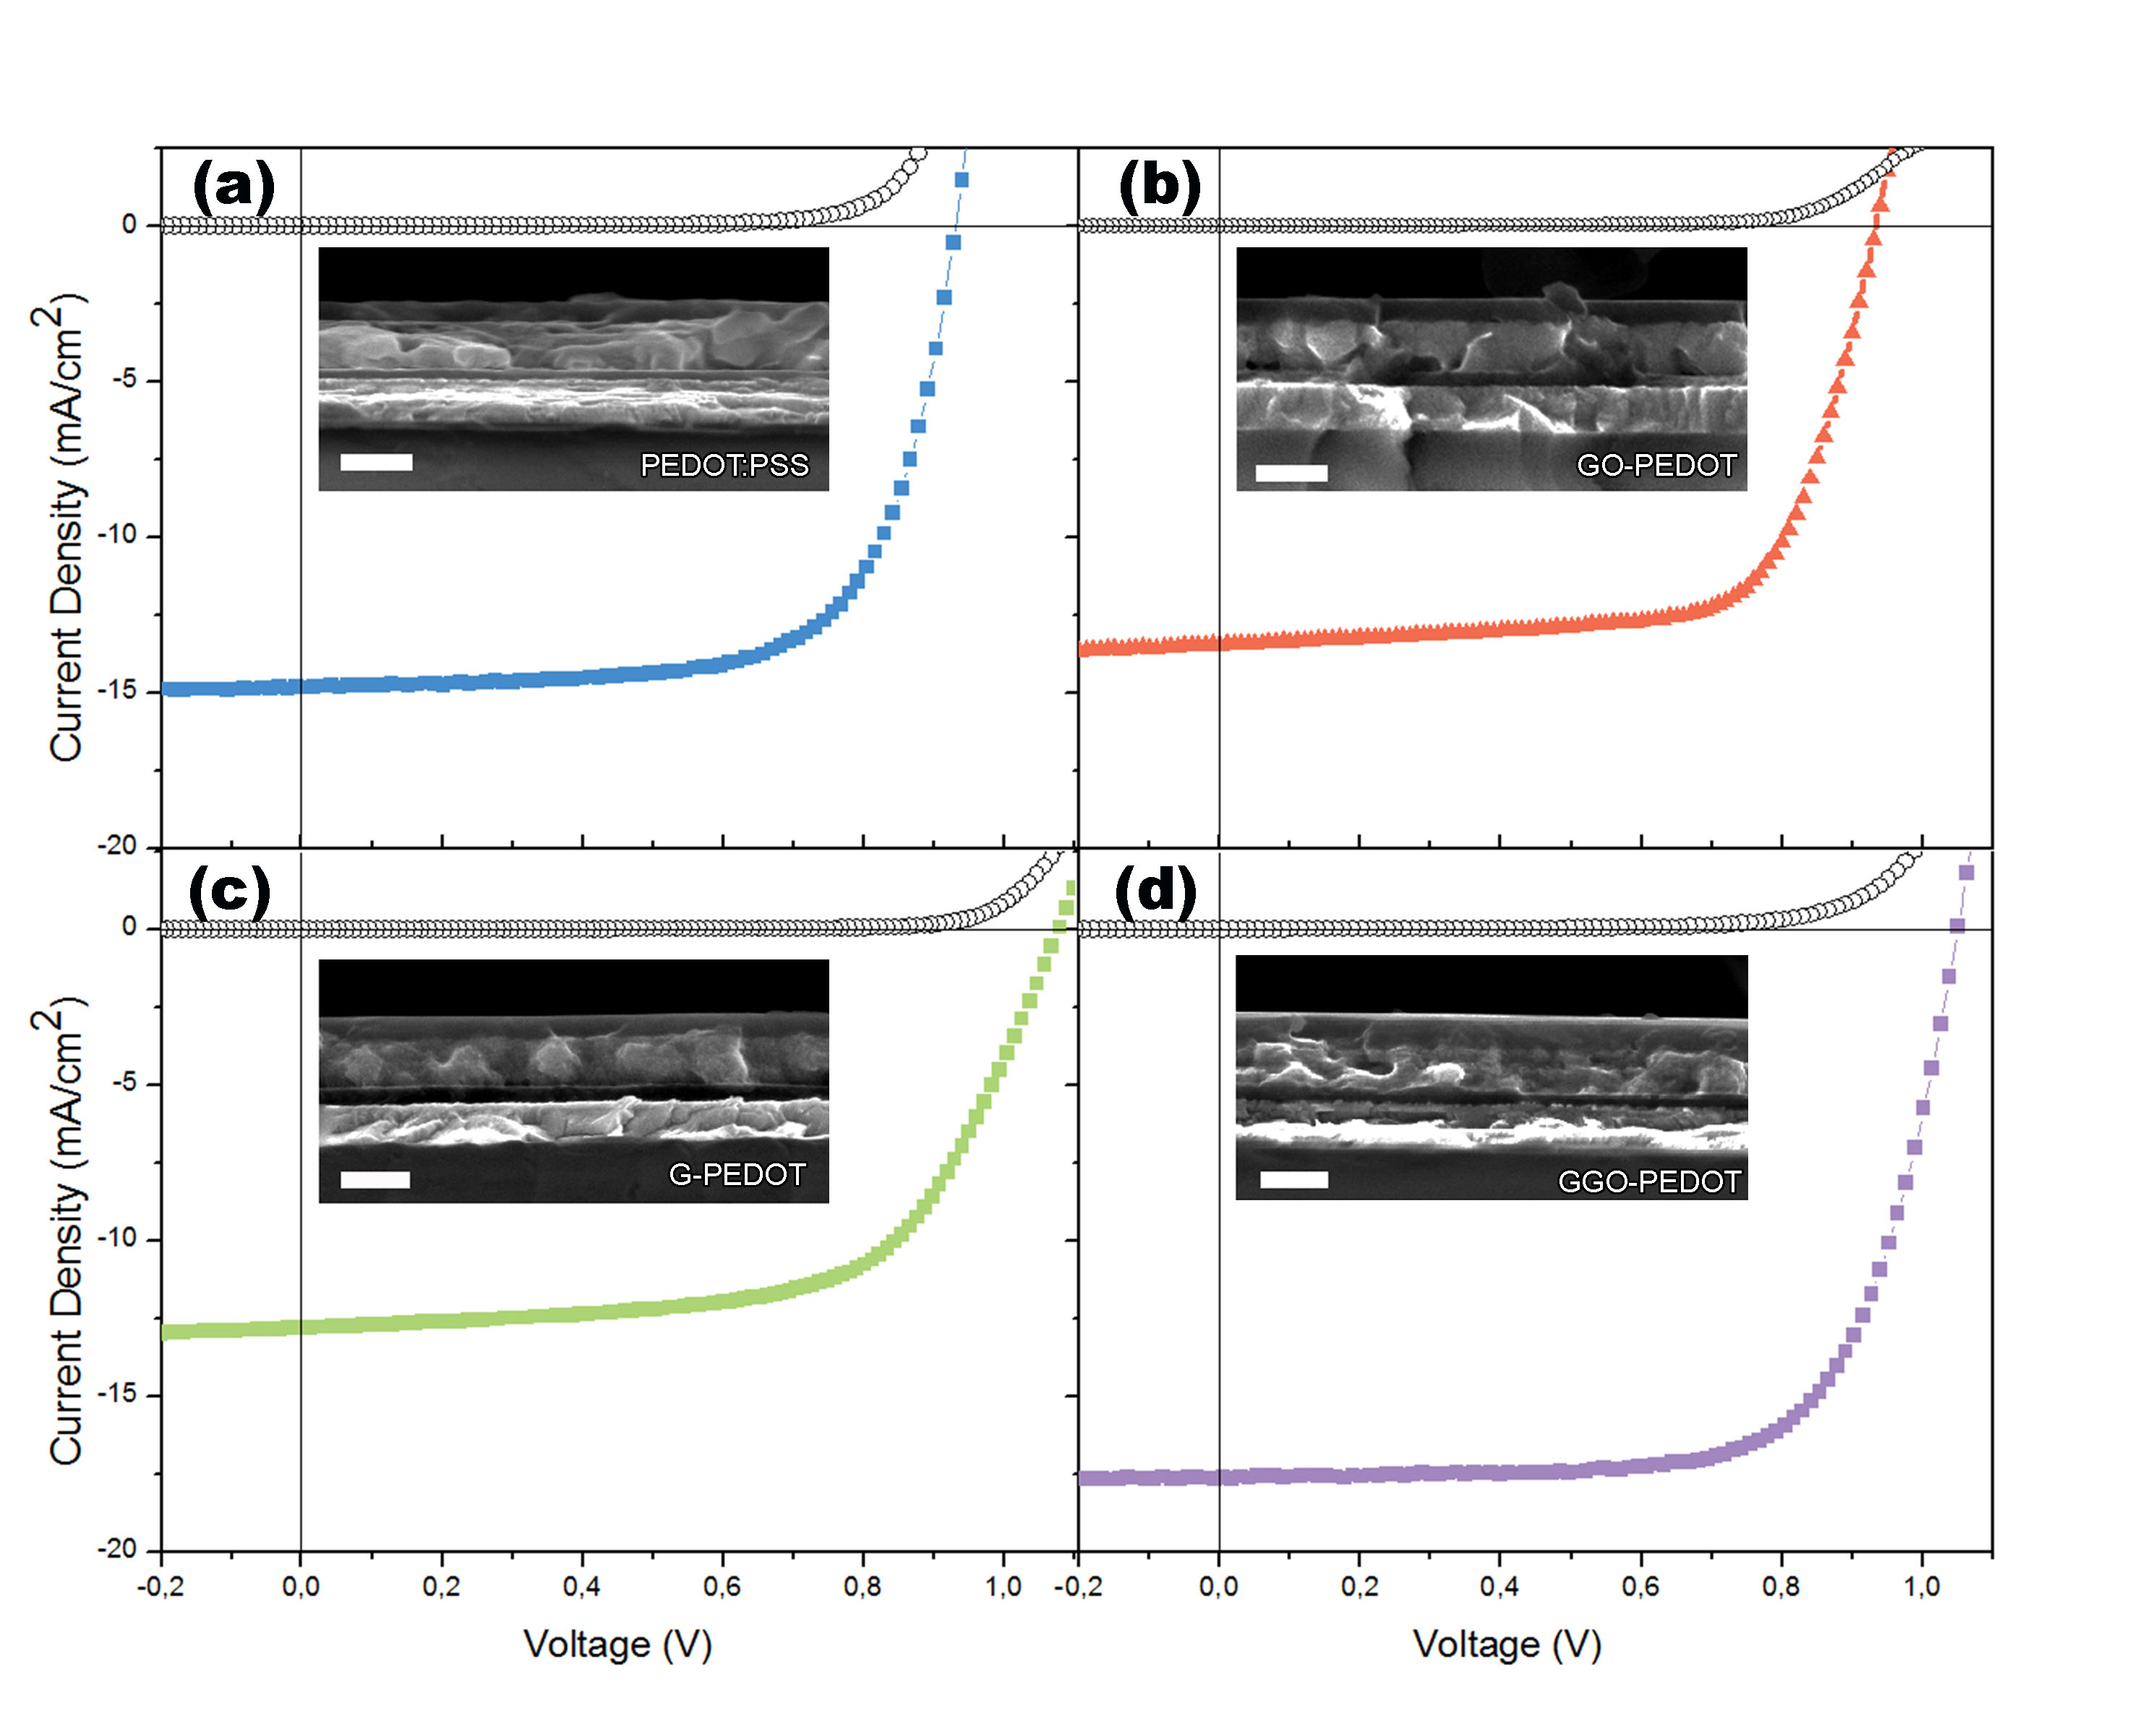 (a)
(b)
0
-5
-10
-15
-20
Current Density (mA/cm²)
PEDOT:PSS
GO-PEDOT
(c)
(d)
0
-5
-10
-15
-20
Current Density (mA/cm²)
G-PEDOT
GGO-PEDOT
-0,2 0,0 0,2 0,4 0,6 0,8 1,0 -0,2 0,0 0,2 0,4 0,6 0,8 1,0
Voltage (V)
Voltage (V)